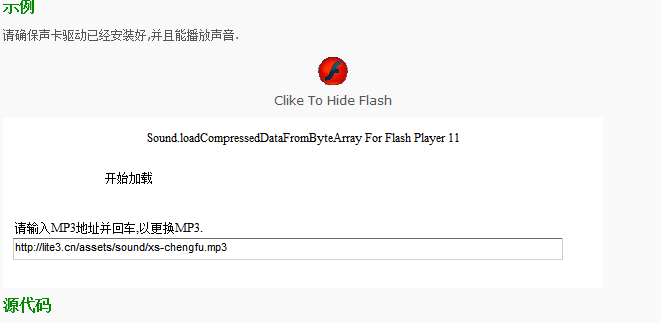 示例
请确保声卡驱动已经安装好,并且能播放声音.
Clike To Hide Flash
Sound.loadCompressedDataFromByteArray For Flash Player 11
开始加载
请输入MP3地址并回车,以更换MP3.
http://lite3.cn/assets/sound/xs-chengfu.mp3
源代码